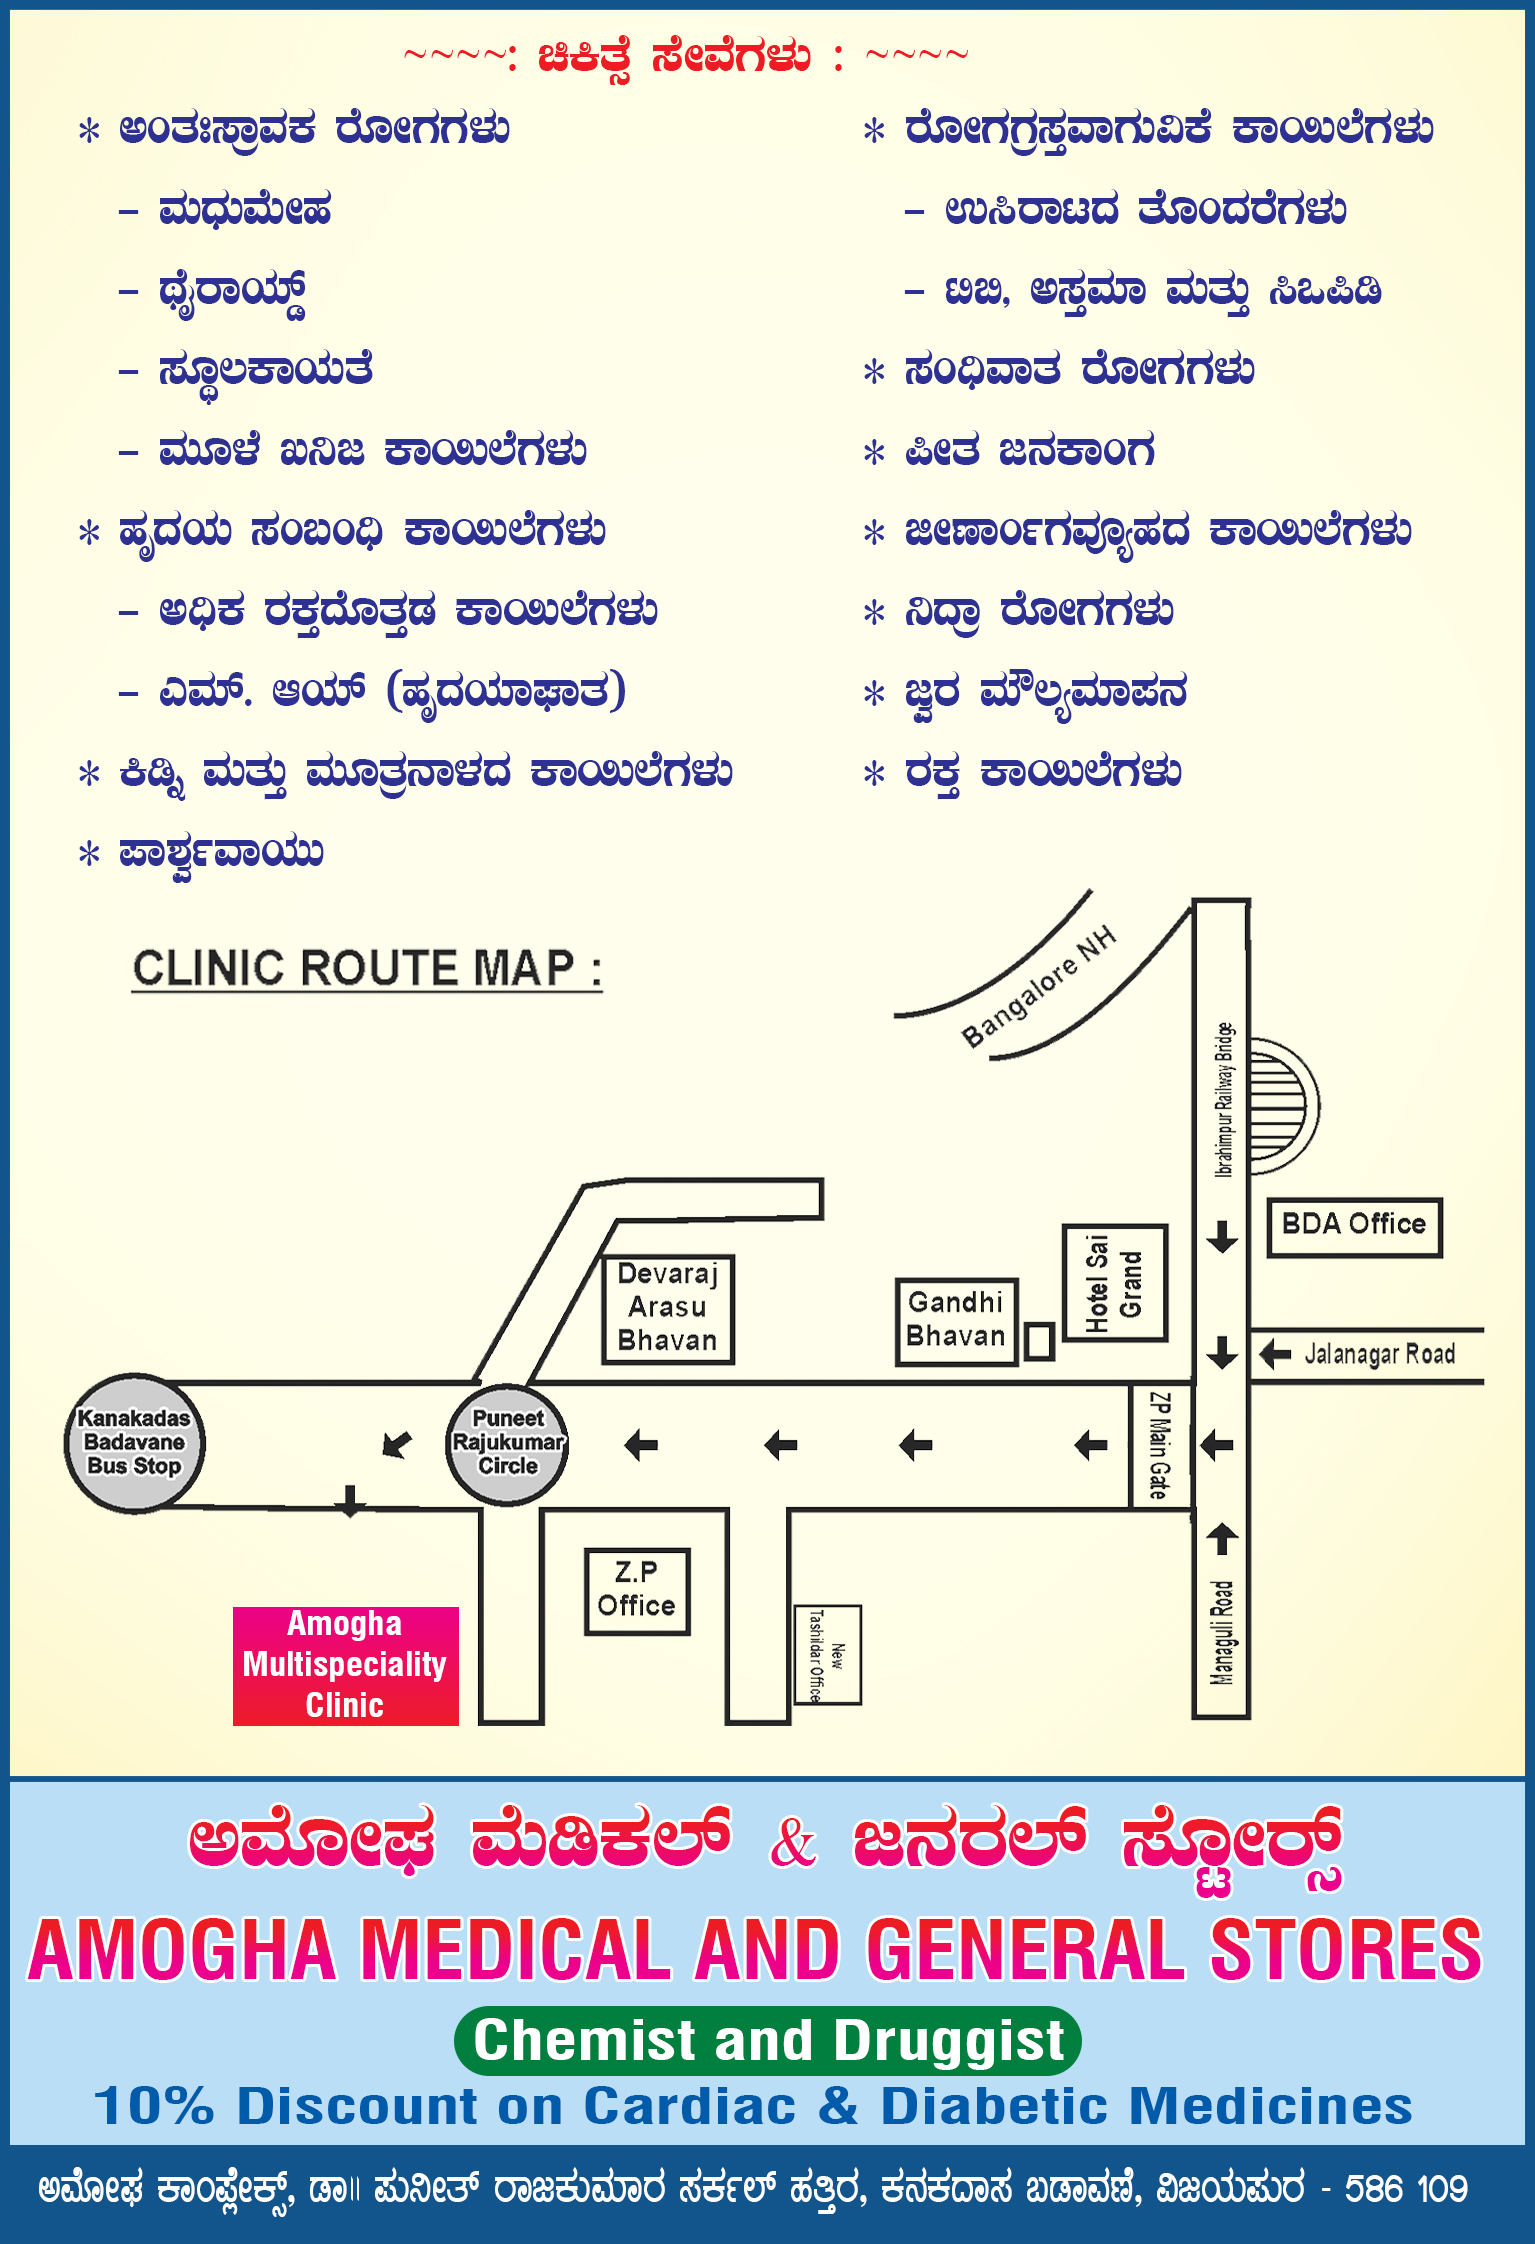 ~~~~: ಚಿಕಿತ್ಸೆ ಸೇವೆಗಳು : ~~~~
* ಅಂತಃಸ್ರಾವಕ ರೋಗಗಳು
– ಮಧುಮೇಹ
– ಥೈರಾಯ್ಡ್
– ಸ್ಥೂಲಕಾಯತೆ
– ಮೂಳೆ ಖನಿಜ ಕಾಯಿಲೆಗಳು
* ಹೃದಯ ಸಂಬಂಧಿ ಕಾಯಿಲೆಗಳು
– ಅಧಿಕ ರಕ್ತದೊತ್ತಡ ಕಾಯಿಲೆಗಳು
– ಎಮ್. ಆಯ್ (ಹೃದಯಾಘಾತ)
* ಕಿಡ್ನಿ ಮತ್ತು ಮೂತ್ರನಾಳದ ಕಾಯಿಲೆಗಳು
* ಪಾರ್ಶ್ವವಾಯು
* ರೋಗಗ್ರಸ್ತವಾಗುವಿಕೆ ಕಾಯಿಲೆಗಳು
– ಉಸಿರಾಟದ ತೊಂದರೆಗಳು
– ಟಿಬಿ, ಅಸ್ತಮಾ ಮತ್ತು ಸಿಒಪಿಡಿ
* ಸಂಧಿವಾತ ರೋಗಗಳು
* ಪೀತ ಜನಕಾಂಗ
* ಜೀರ್ಣಾಂಗವ್ಯೂಹದ ಕಾಯಿಲೆಗಳು
* ನಿದ್ರಾ ರೋಗಗಳು
* ಜ್ವರ ಮೌಲ್ಯಮಾಪನ
* ರಕ್ತ ಕಾಯಿಲೆಗಳು
CLINIC ROUTE MAP :
Bangalore NH
Ibrahimpur Railway Bridge
BDA Office
Hotel Sai
Grand
Gandhi
Bhavan
Devaraj
Arasu
Bhavan
Jalanagar Road
Kanakadas
Badavane
Bus Stop
Puneet
Rajukumar
Circle
ZP Main Gate
Z.P
Office
New
Tashildar Office
Managuli Road
Amogha
Multispeciality
Clinic
ಅಮೋಘ ಮೆಡಿಕಲ್ & ಜನರಲ್ ಸ್ಟೋರ್ಸ್
AMOGHA MEDICAL AND GENERAL STORES
Chemist and Druggist
10% Discount on Cardiac & Diabetic Medicines
ಅಮೋಘ ಕಾಂಪ್ಲೇಕ್ಸ್, ಡಾ॥ ಪುನೀತ್ ರಾಜಕುಮಾರ ಸರ್ಕಲ್ ಹತ್ತಿರ, ಕನಕದಾಸ ಬಡಾವಣೆ, ವಿಜಯಪುರ - 586 109